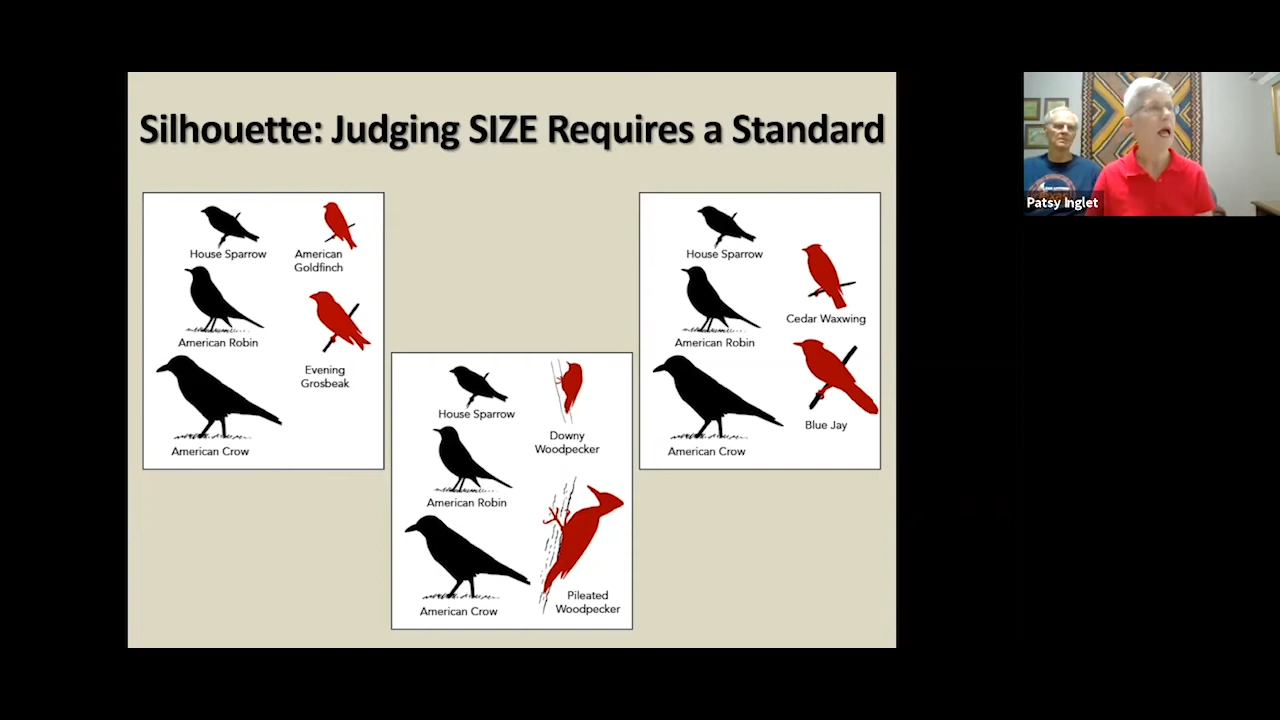 Silhouette: Judging SIZE Requires a Standard
House Sparrow
American
Goldfinch
American Robin
Evening
Grosbeak
American Crow
House Sparrow
Downy
Woodpecker
American Robin
Pileated
Woodpecker
American Crow
House Sparrow
Cedar Waxwing
American Robin
Blue Jay
American Crow
Patsy Inglet